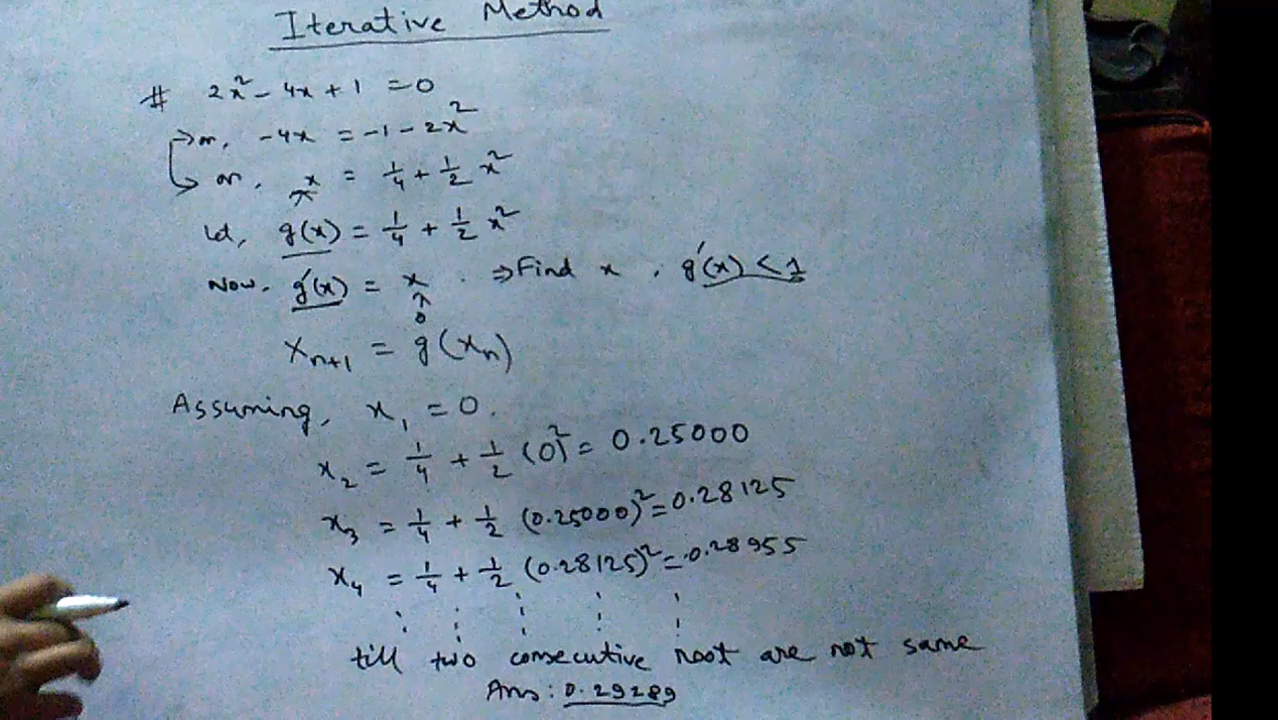 Iterative Method
# 2x² - 4x + 1 = 0
→ or, -4x = -1 - 2x²
→ or, x = 1/4 + 1/2 x²
let, g(x) = 1/4 + 1/2 x²
Now, g'(x) = x . ⇒ Find x , g'(x) < 1
↑
0
xₙ₊₁ = g(xₙ)
Assuming, x₁ = 0.
x₂ = 1/4 + 1/2 (0)² = 0.25000
x₃ = 1/4 + 1/2 (0.25000)² = 0.28125
x₄ = 1/4 + 1/2 (0.28125)² = 0.28955
till two consecutive root are not same
Ans : 0.29289